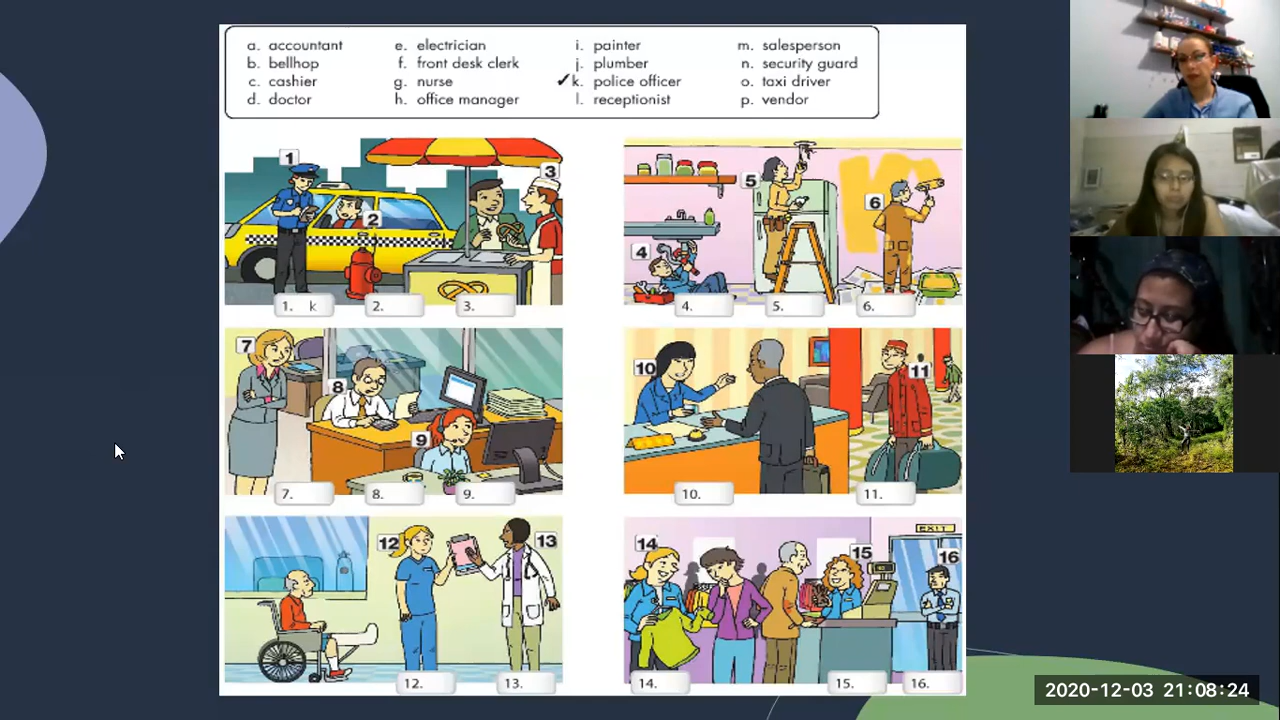 a. accountant e. electrician i. painter m. salesperson
b. bellhop f. front desk clerk j. plumber n. security guard
c. cashier g. nurse ✓k. police officer o. taxi driver
d. doctor h. office manager l. receptionist p. vendor
1
2
3
4
5
6
1. k 2. 3. 4. 5. 6.
7
8
9
10
11
7. 8. 9. 10. 11.
EXIT
12
13
14
15
16
12. 13. 14. 15. 16.
2020-12-03 21:08:24